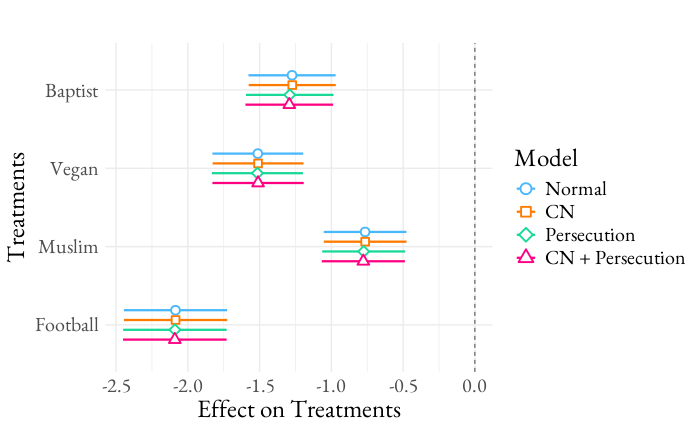 Treatments
Baptist
Vegan
Muslim
Football
-2.5 -2.0 -1.5 -1.0 -0.5 0.0
Effect on Treatments
Model
Normal
CN
Persecution
CN + Persecution